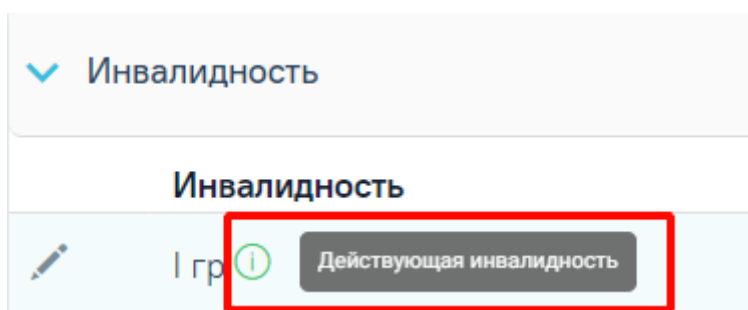 Инвалидность
Инвалидность
I гр
Действующая инвалидность